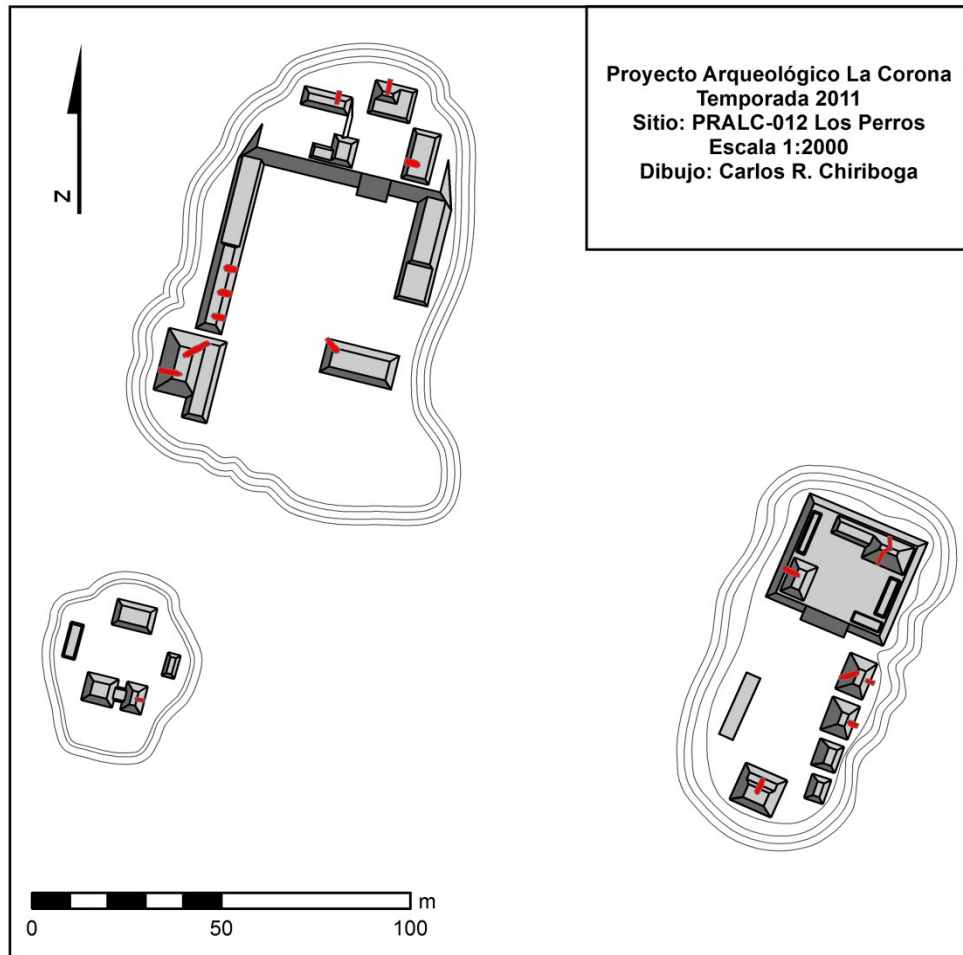 Proyecto Arqueológico La Corona
Temporada 2011
Sitio: PRALC-012 Los Perros
Escala 1:2000
Dibujo: Carlos R. Chiriboga
N
m
0 50 100